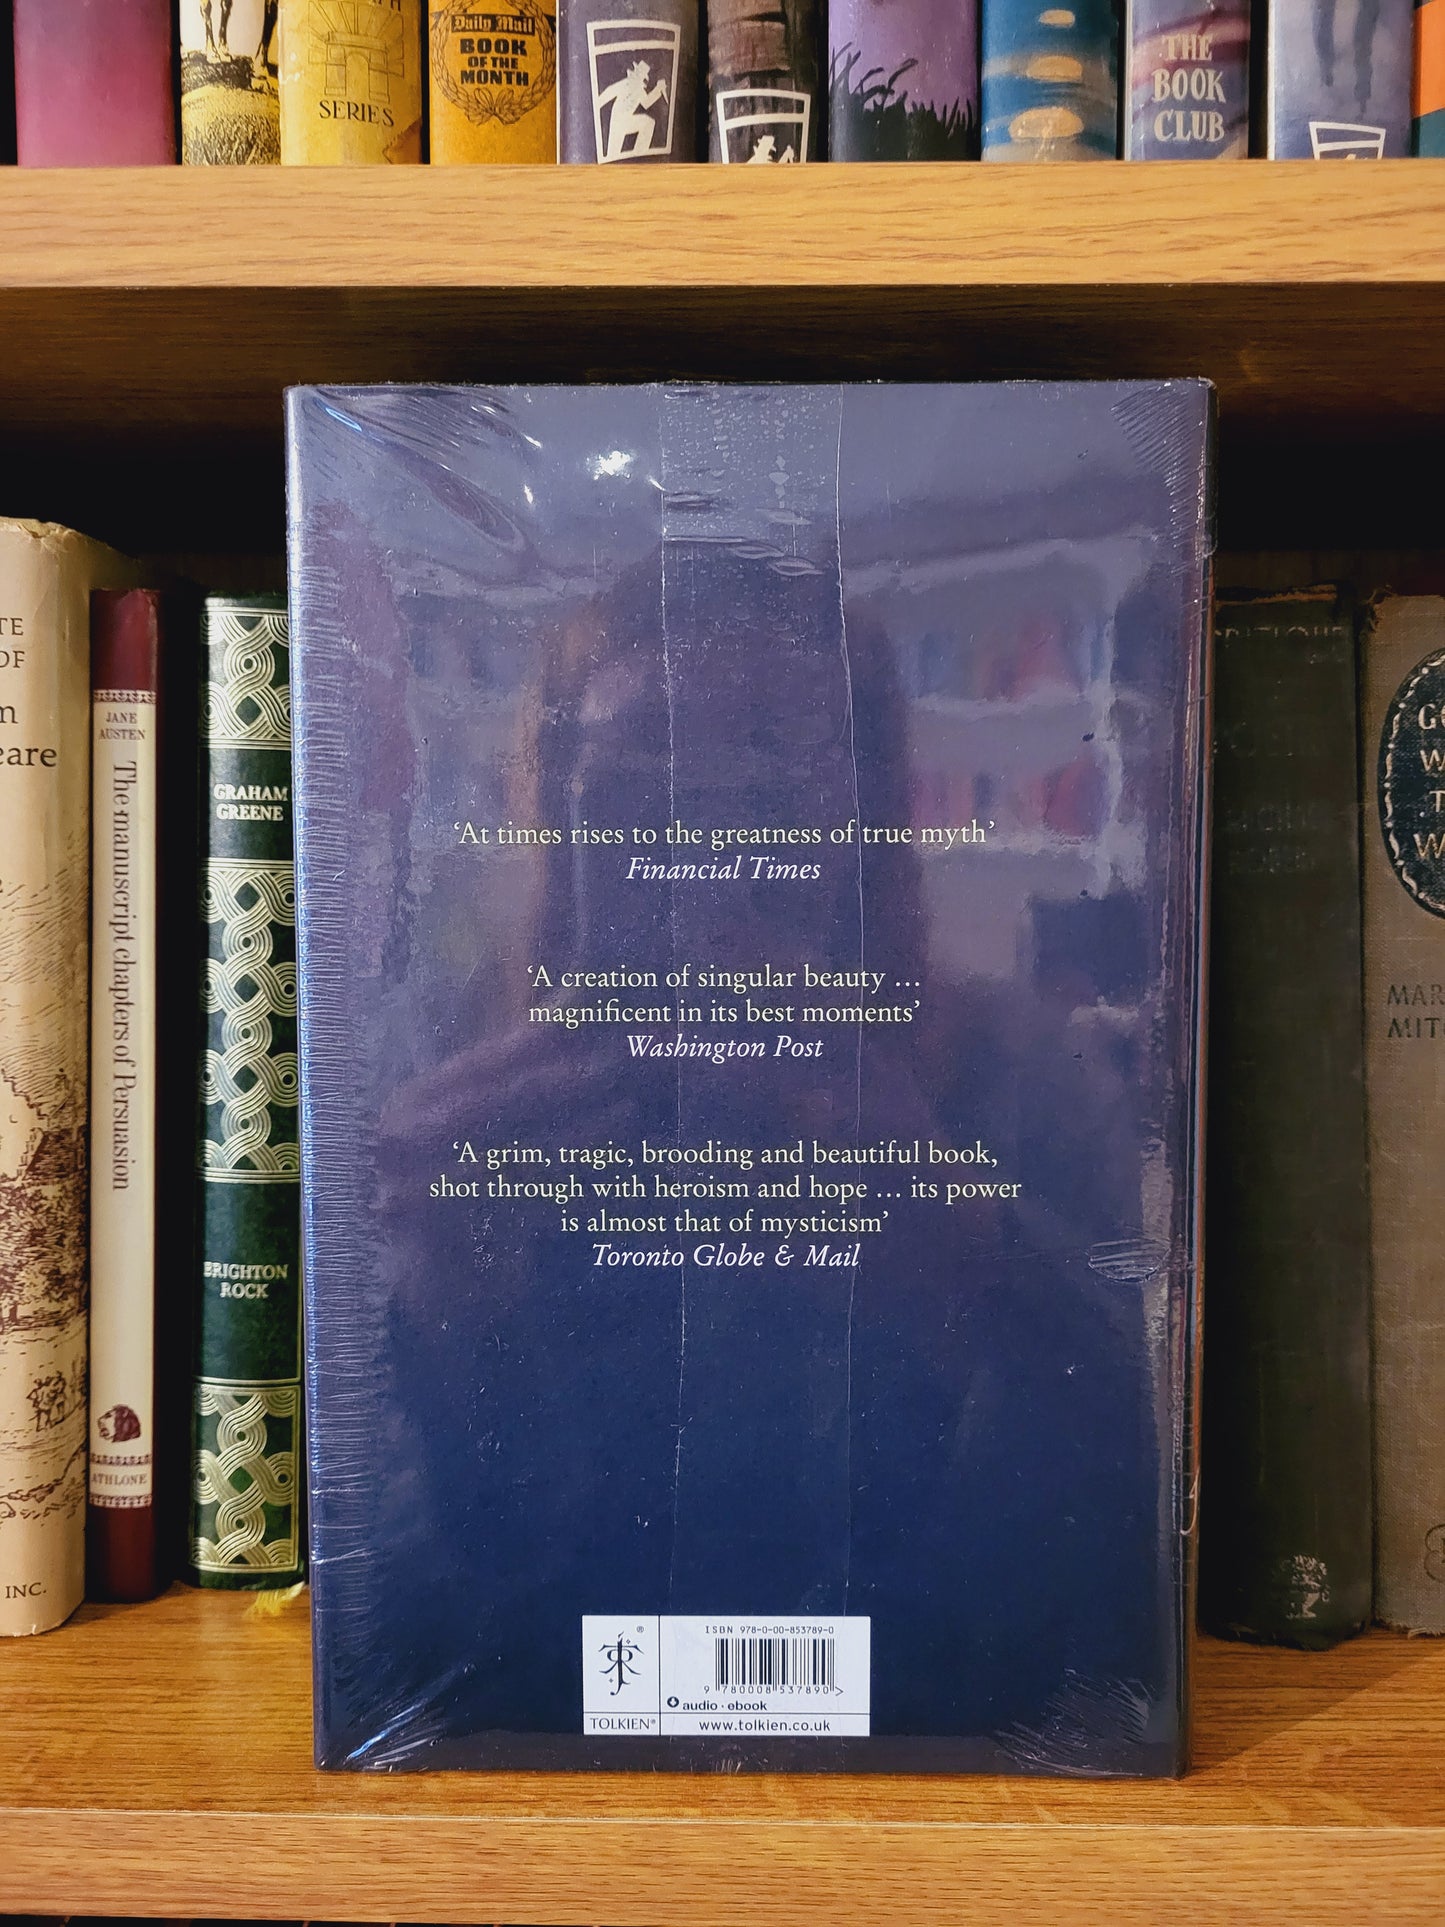 Daily Mail
BOOK
OF THE
MONTH
SERIES
THE
BOOK
CLUB
OF
eare
INC.
JANE
AUSTEN
The manuscript chapters of Persuasion
ATHLONE
GRAHAM
GREENE
BRIGHTON
ROCK
‘At times rises to the greatness of true myth’
Financial Times
‘A creation of singular beauty …
magnificent in its best moments’
Washington Post
‘A grim, tragic, brooding and beautiful book,
shot through with heroism and hope … its power
is almost that of mysticism’
Toronto Globe & Mail
®
TOLKIEN®
ISBN 978-0-00-853789-0
9 780008 537890 >
audio · ebook
www.tolkien.co.uk
MAR
MIT